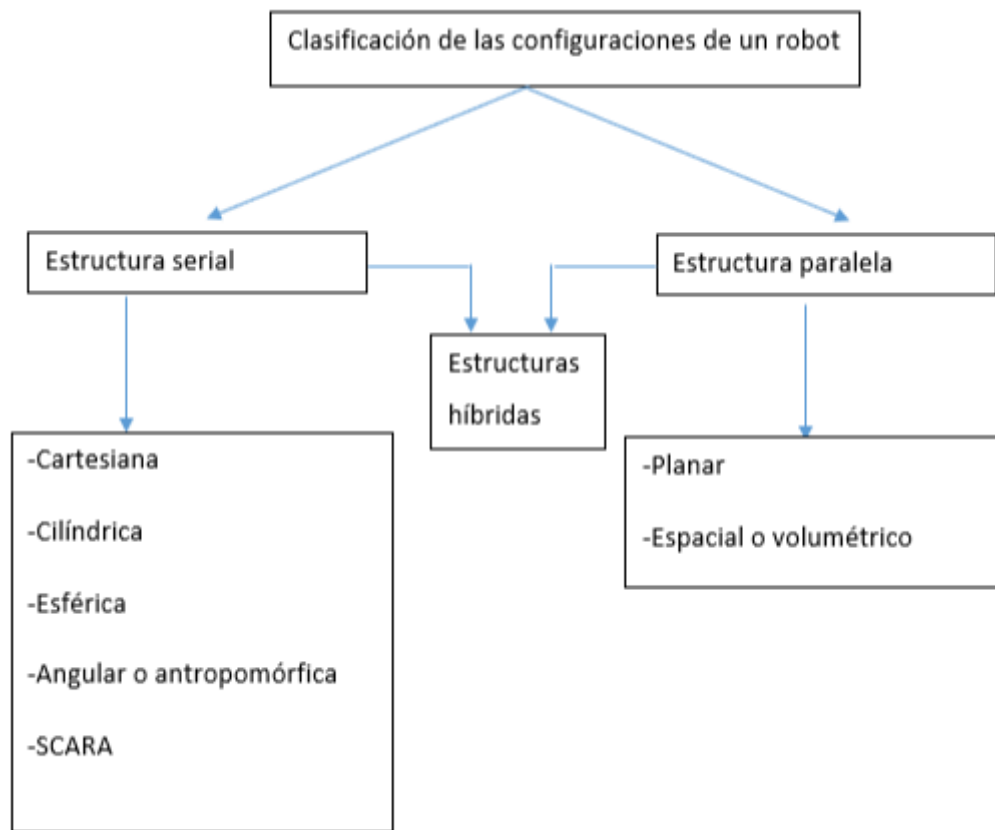 Clasificación de las configuraciones de un robot
Estructura serial
Estructura paralela
Estructuras
híbridas
-Cartesiana
-Cilíndrica
-Esférica
-Angular o antropomórfica
-SCARA
-Planar
-Espacial o volumétrico